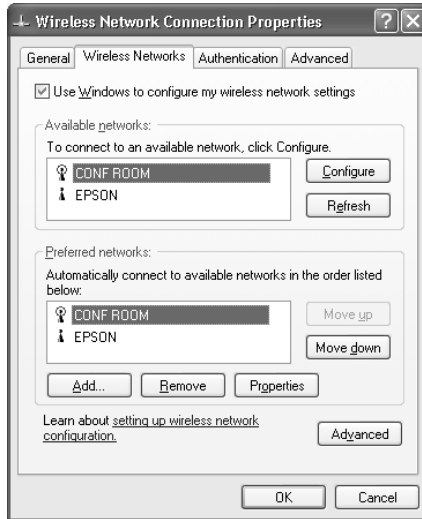 Wireless Network Connection Properties
General
Wireless Networks
Authentication
Advanced
Use Windows to configure my wireless network settings
Available networks:
To connect to an available network, click Configure.
CONF ROOM
EPSON
Configure
Refresh
Preferred networks:
Automatically connect to available networks in the order listed
below:
CONF ROOM
EPSON
Move up
Move down
Add...
Remove
Properties
Learn about setting up wireless network
configuration.
Advanced
OK
Cancel